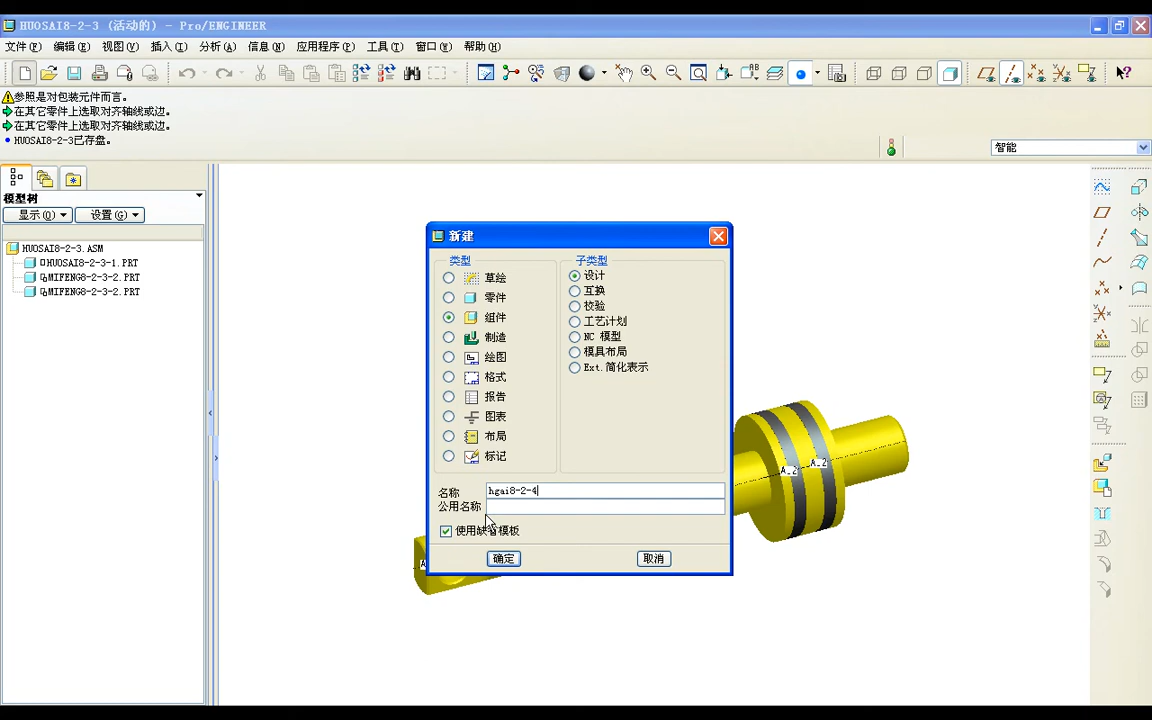 HUOSAI8-2-3 (活动的) - Pro/ENGINEER
文件(F) 编辑(E) 视图(V) 插入(I) 分析(A) 信息(N) 应用程序(P) 工具(T) 窗口(W) 帮助(H)
参照是对包装元件而言。
在其它零件上选取对齐轴线或边。
在其它零件上选取对齐轴线或边。
HUOSAI8-2-3已存盘。
智能
模型树
显示(O) 设置(G)
HUOSAI8-2-3.ASM
HUOSAI8-2-3-1.PRT
MIFENG8-2-3-2.PRT
MIFENG8-2-3-2.PRT
新建
类型
草绘
零件
组件
制造
绘图
格式
报告
图表
布局
标记
子类型
设计
互换
校验
工艺计划
NC 模型
模具布局
Ext.简化表示
名称 hgai8-2-4
公用名称
使用缺省模板
确定 取消
A_2 A_2
A